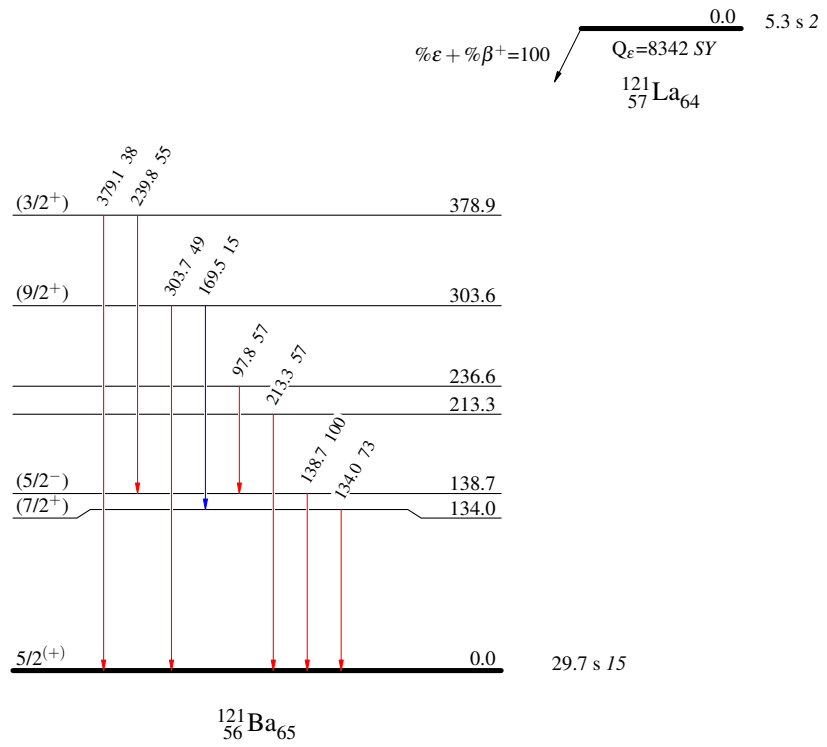 0.0 5.3 s 2
%ε + %β⁺=100
Qε=8342 SY
¹²¹₅₇La₆₄
379.1 38
239.8 55
(3/2⁺) 378.9
303.7 49
169.5 15
(9/2⁺) 303.6
97.8 57
236.6
213.3 57
213.3
138.7 100
134.0 73
(5/2⁻) 138.7
(7/2⁺) 134.0
5/2⁽⁺⁾ 0.0 29.7 s 15
¹²¹₅₆Ba₆₅